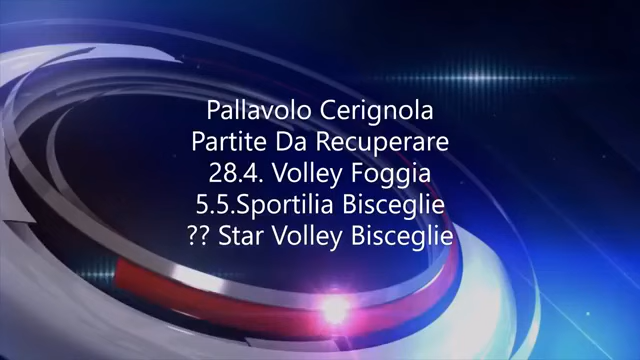 Pallavolo Cerignola
Partite Da Recuperare
28.4. Volley Foggia
5.5.Sportilia Bisceglie
?? Star Volley Bisceglie